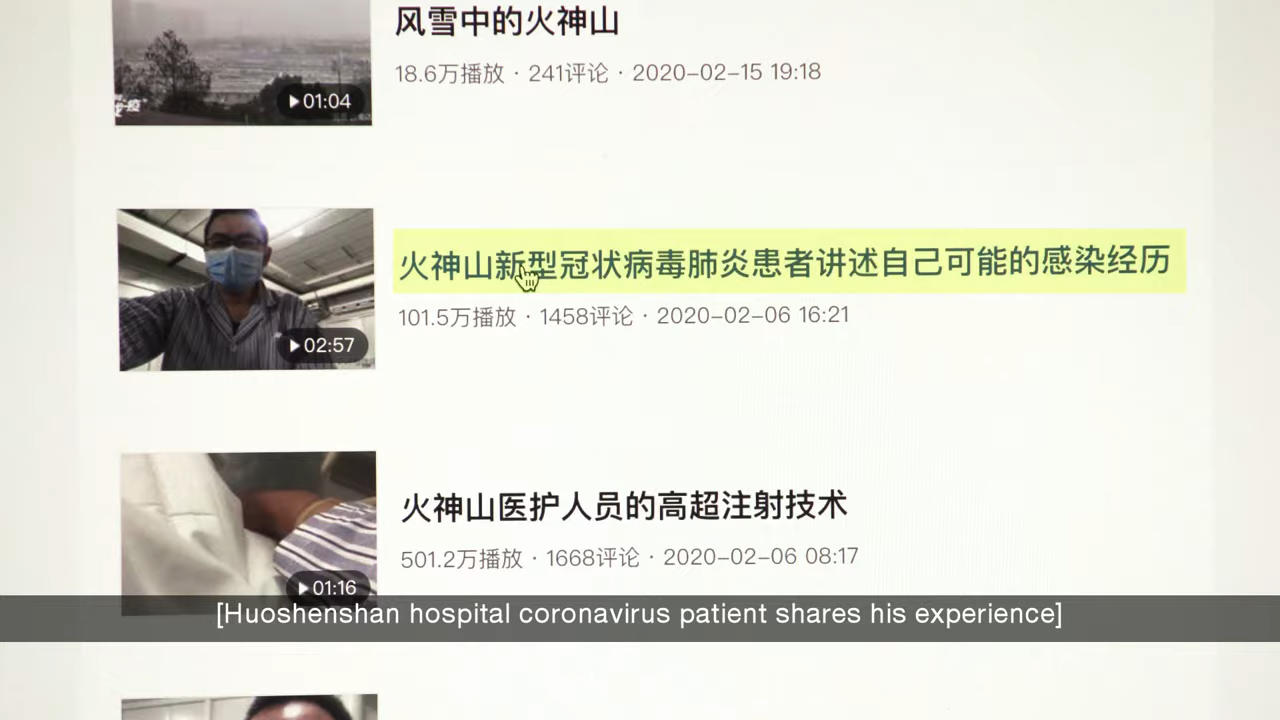 风雪中的火神山
18.6万播放 · 241评论 · 2020-02-15 19:18
01:04
火神山新型冠状病毒肺炎患者讲述自己可能的感染经历
101.5万播放 · 1458评论 · 2020-02-06 16:21
02:57
火神山医护人员的高超注射技术
501.2万播放 · 1668评论 · 2020-02-06 08:17
01:16
[Huoshenshan hospital coronavirus patient shares his experience]